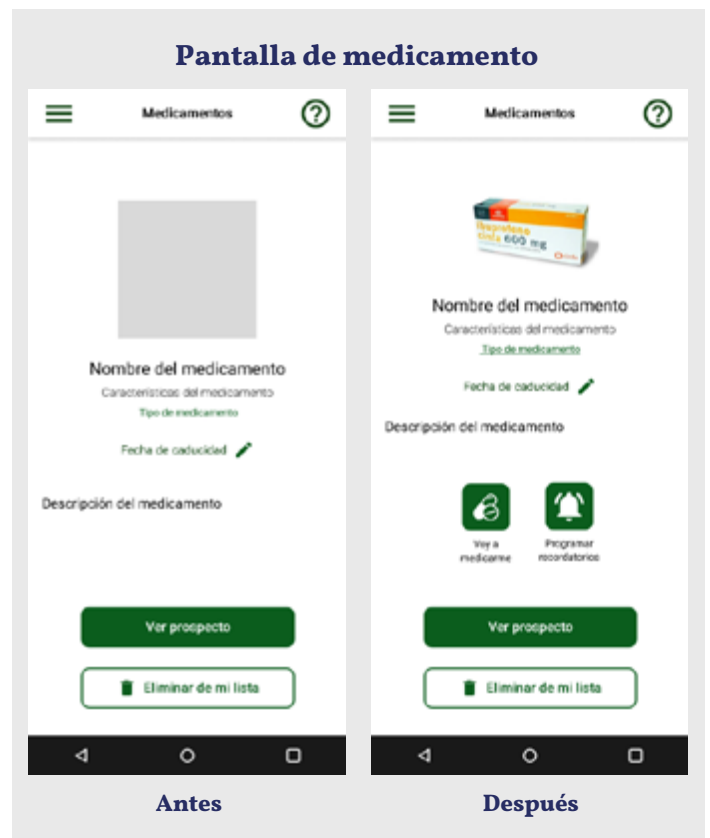 Pantalla de medicamento
Medicamentos
Nombre del medicamento
Características del medicamento
Tipo de medicamento
Fecha de caducidad
Descripción del medicamento
Ver prospecto
Eliminar de mi lista
Antes
Medicamentos
ibuprofeno
cinfa 600 mg
Nombre del medicamento
Características del medicamento
Tipo de medicamento
Fecha de caducidad
Descripción del medicamento
Voy a
medicarme
Programar
recordatorios
Ver prospecto
Eliminar de mi lista
Después